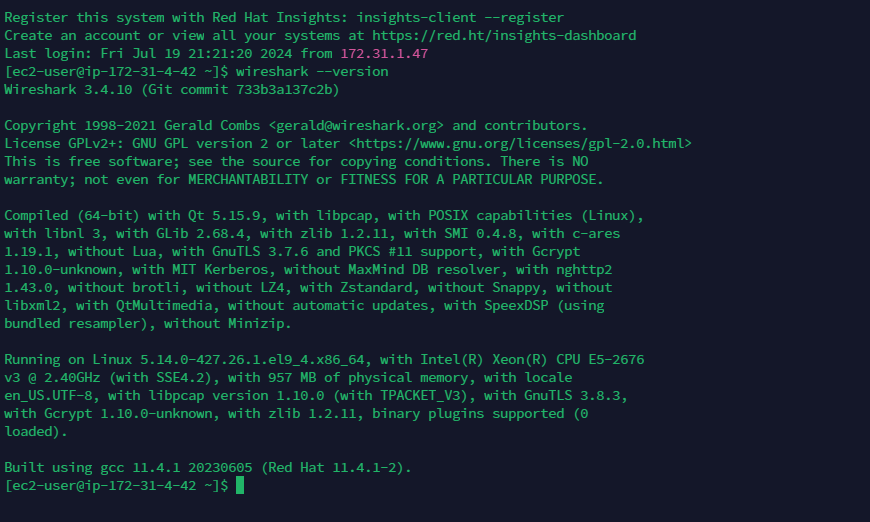 Register this system with Red Hat Insights: insights-client --register
Create an account or view all your systems at https://red.ht/insights-dashboard
Last login: Fri Jul 19 21:21:20 2024 from 172.31.1.47
[ec2-user@ip-172-31-4-42 ~]$ wireshark --version
Wireshark 3.4.10 (Git commit 733b3a137c2b)

Copyright 1998-2021 Gerald Combs <gerald@wireshark.org> and contributors.
License GPLv2+: GNU GPL version 2 or later <https://www.gnu.org/licenses/gpl-2.0.html>
This is free software; see the source for copying conditions. There is NO
warranty; not even for MERCHANTABILITY or FITNESS FOR A PARTICULAR PURPOSE.

Compiled (64-bit) with Qt 5.15.9, with libpcap, with POSIX capabilities (Linux),
with libnl 3, with GLib 2.68.4, with zlib 1.2.11, with SMI 0.4.8, with c-ares
1.19.1, without Lua, with GnuTLS 3.7.6 and PKCS #11 support, with Gcrypt
1.10.0-unknown, with MIT Kerberos, without MaxMind DB resolver, with nghttp2
1.43.0, without brotli, without LZ4, with Zstandard, without Snappy, without
libxml2, with QtMultimedia, without automatic updates, with SpeexDSP (using
bundled resampler), without Minizip.

Running on Linux 5.14.0-427.26.1.el9_4.x86_64, with Intel(R) Xeon(R) CPU E5-2676
v3 @ 2.40GHz (with SSE4.2), with 957 MB of physical memory, with locale
en_US.UTF-8, with libpcap version 1.10.0 (with TPACKET_V3), with GnuTLS 3.8.3,
with Gcrypt 1.10.0-unknown, with zlib 1.2.11, binary plugins supported (0
loaded).

Built using gcc 11.4.1 20230605 (Red Hat 11.4.1-2).
[ec2-user@ip-172-31-4-42 ~]$